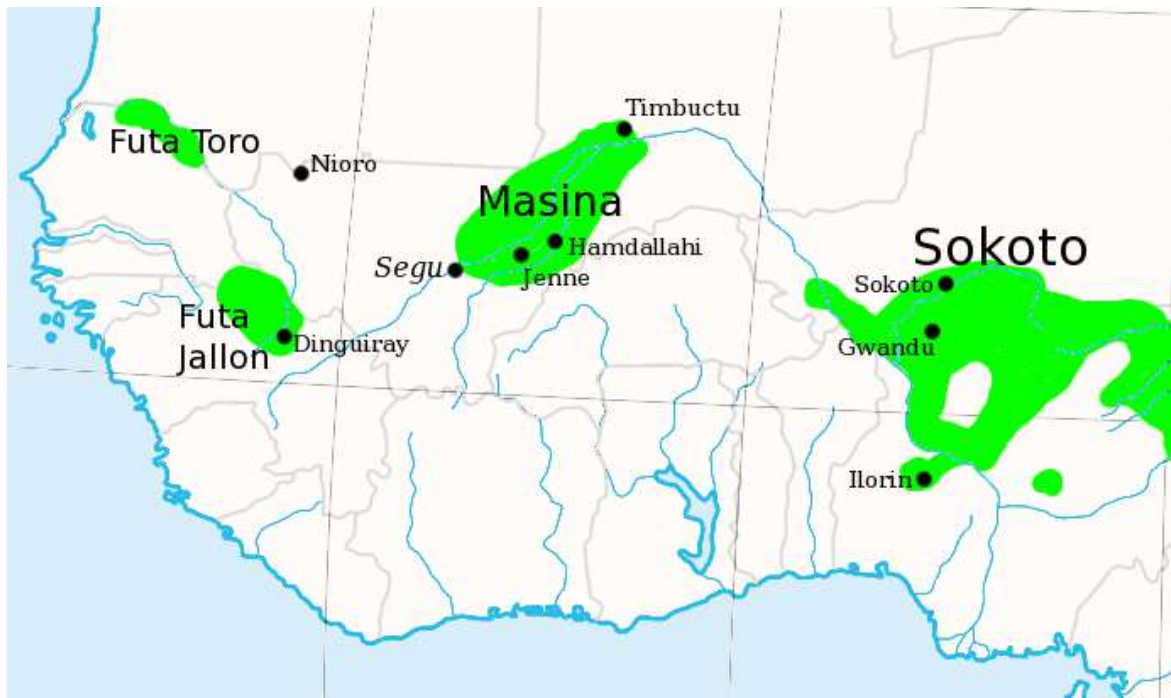 Timbuctu
Futa Toro
Nioro
Masina
Hamdallahi
Segu
Jenne
Sokoto
Sokoto
Gwandu
Futa
Jallon
Dinguiray
Ilorin